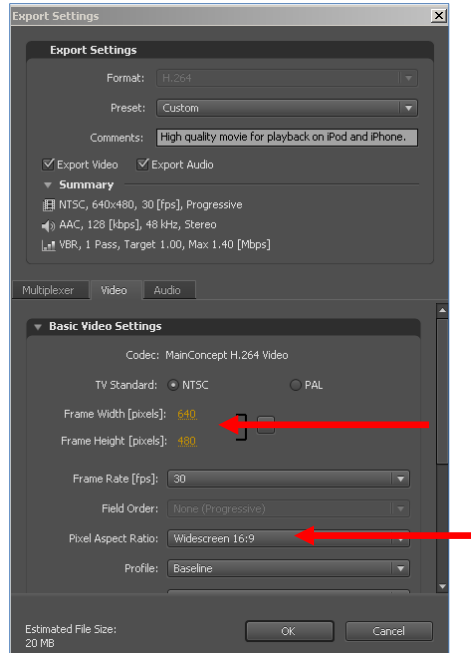 Export Settings
Export Settings
Format: H.264
Preset: Custom
Comments: High quality movie for playback on iPod and iPhone.
Export Video Export Audio
Summary
NTSC, 640x480, 30 [fps], Progressive
AAC, 128 [kbps], 48 kHz, Stereo
VBR, 1 Pass, Target 1.00, Max 1.40 [Mbps]
Multiplexer Video Audio
Basic Video Settings
Codec: MainConcept H.264 Video
TV Standard: NTSC PAL
Frame Width [pixels]: 640
Frame Height [pixels]: 480
Frame Rate [fps]: 30
Field Order: None (Progressive)
Pixel Aspect Ratio: Widescreen 16:9
Profile: Baseline
Estimated File Size:
20 MB
OK Cancel